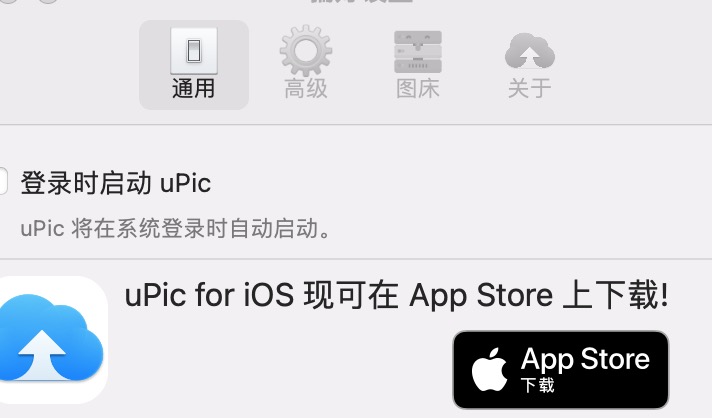 通用 高级 图床 关于
登录时启动 uPic
uPic 将在系统登录时自动启动。
uPic for iOS 现可在 App Store 上下载!
App Store
下载